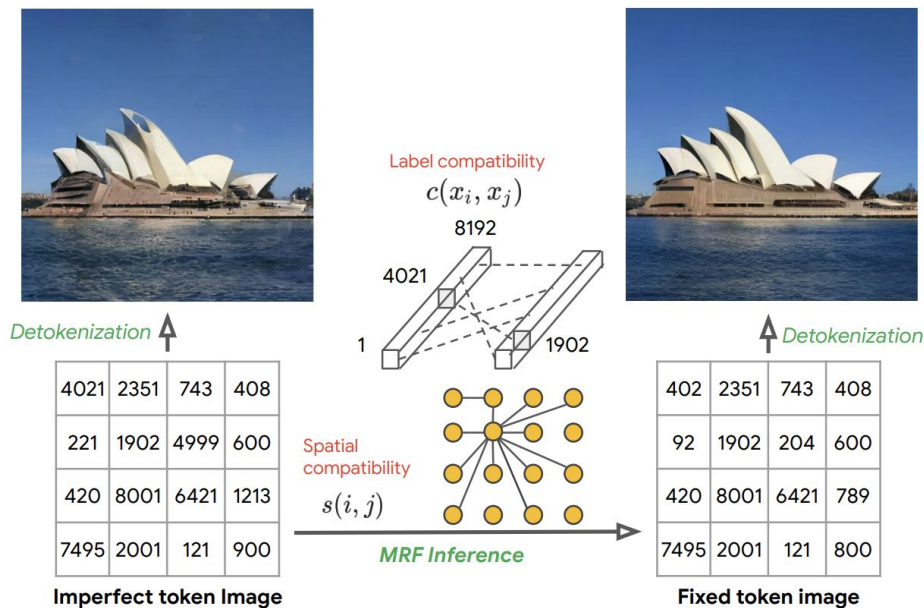 Label compatibility
c(x_i, x_j)
8192
4021
1
1902
Detokenization
Detokenization
4021 2351 743 408
221 1902 4999 600
420 8001 6421 1213
7495 2001 121 900
Imperfect token Image
Spatial
compatibility
s(i, j)
MRF Inference
402 2351 743 408
92 1902 204 600
420 8001 6421 789
7495 2001 121 800
Fixed token image